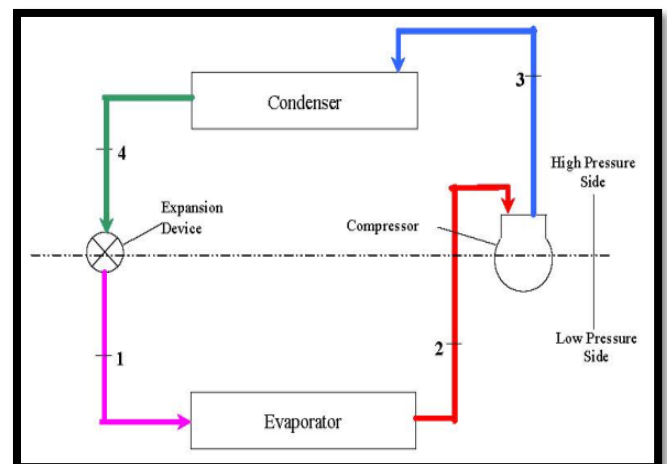 Condenser
3
4
High Pressure
Side
Expansion
Device
Compressor
1
2
Low Pressure
Side
Evaporator